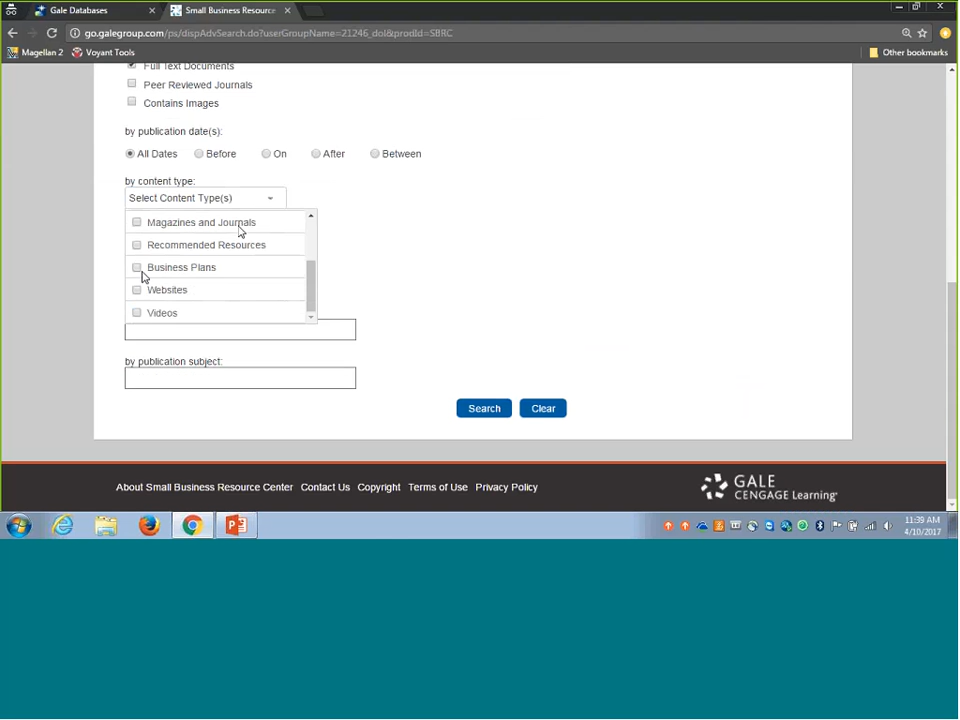 Gale Databases
Small Business Resource
go.galegroup.com/ps/dispAdvSearch.do?userGroupName=21246_dol&prodId=SBRC
Magellan 2
Voyant Tools
Other bookmarks
Full Text Documents
Peer Reviewed Journals
Contains Images
by publication date(s):
All Dates Before On After Between
by content type:
Select Content Type(s)
Magazines and Journals
Recommended Resources
Business Plans
Websites
Videos
by publication subject:
Search Clear
About Small Business Resource Center Contact Us Copyright Terms of Use Privacy Policy
GALE
CENGAGE Learning
11:39 AM
4/10/2017